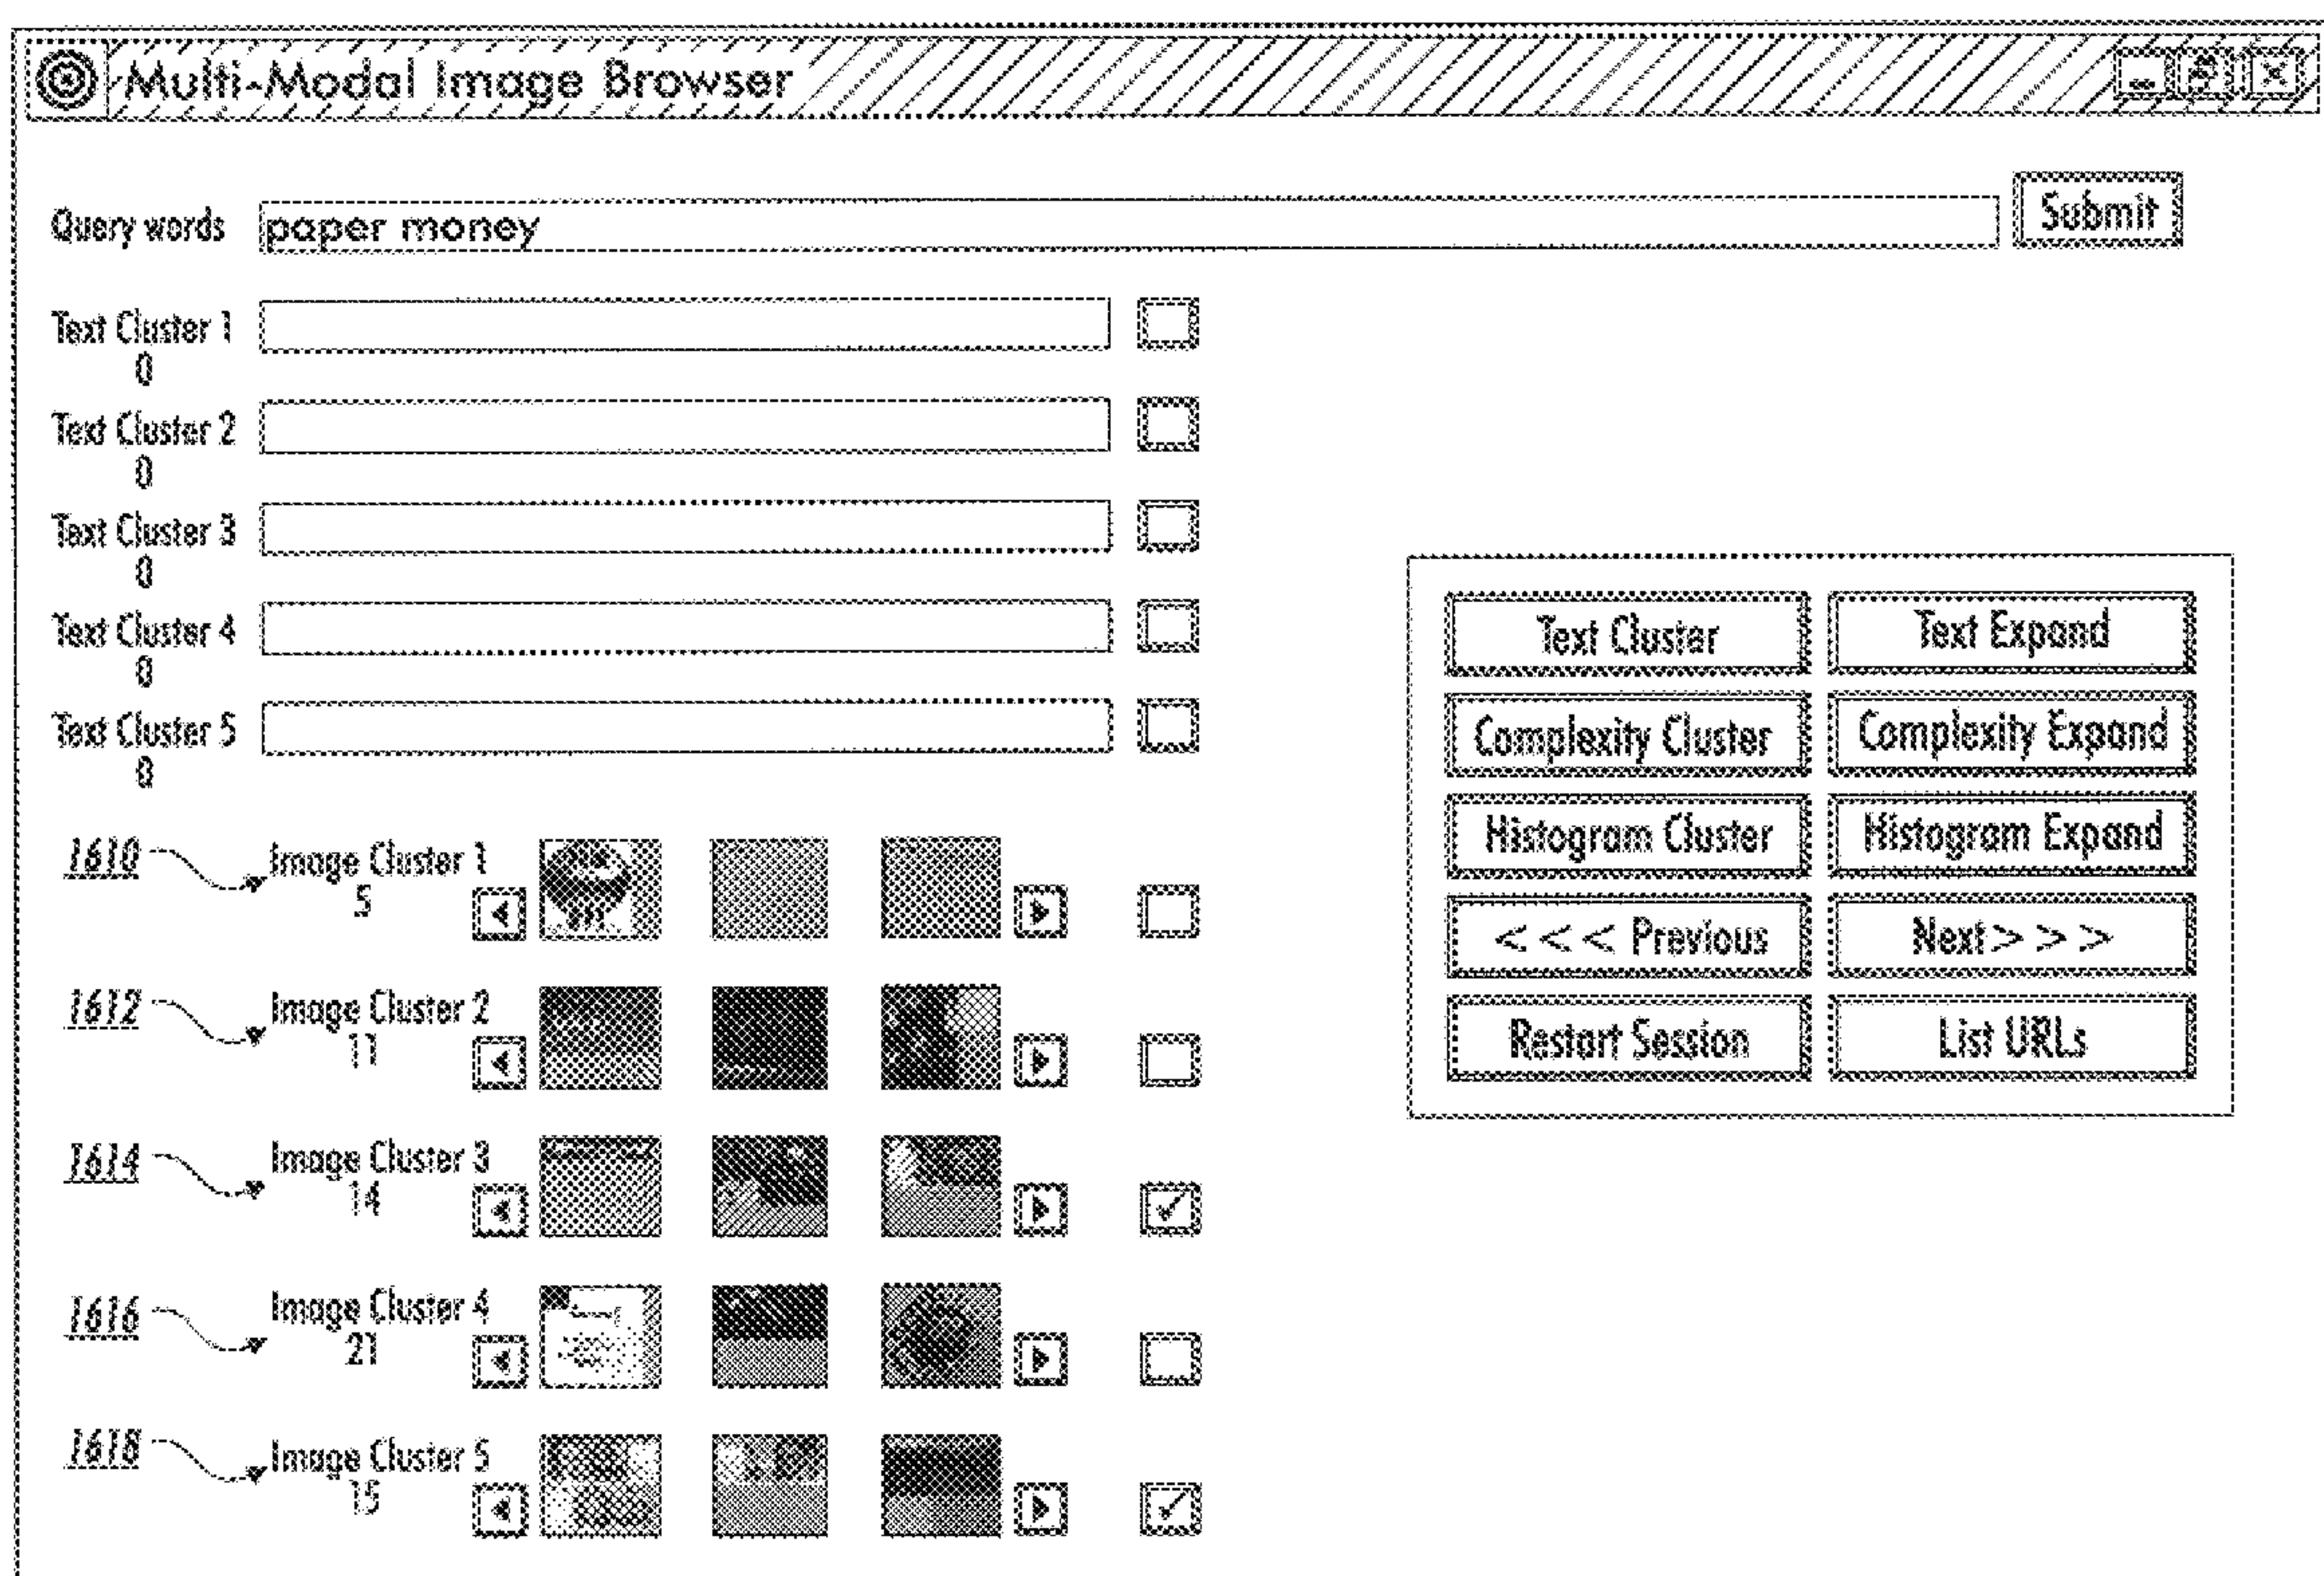 Multi-Modal Image Browser
Query words paper money Submit
Text Cluster 1
0
Text Cluster 2
0
Text Cluster 3
0
Text Cluster 4
0
Text Cluster 5
0
Text Cluster Text Expand
Complexity Cluster Complexity Expand
Histogram Cluster Histogram Expand
< < < Previous Next > > >
Restart Session List URLs
1610 Image Cluster 1
5
1612 Image Cluster 2
11
1614 Image Cluster 3
14
1616 Image Cluster 4
21
1618 Image Cluster 5
15